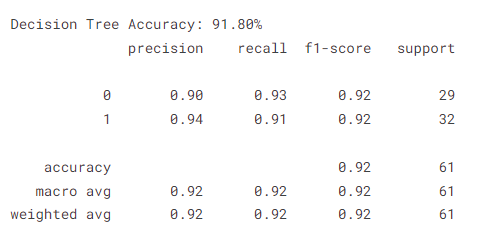 Decision Tree Accuracy: 91.80%
precision recall f1-score support
0 0.90 0.93 0.92 29
1 0.94 0.91 0.92 32
accuracy 0.92 61
macro avg 0.92 0.92 0.92 61
weighted avg 0.92 0.92 0.92 61